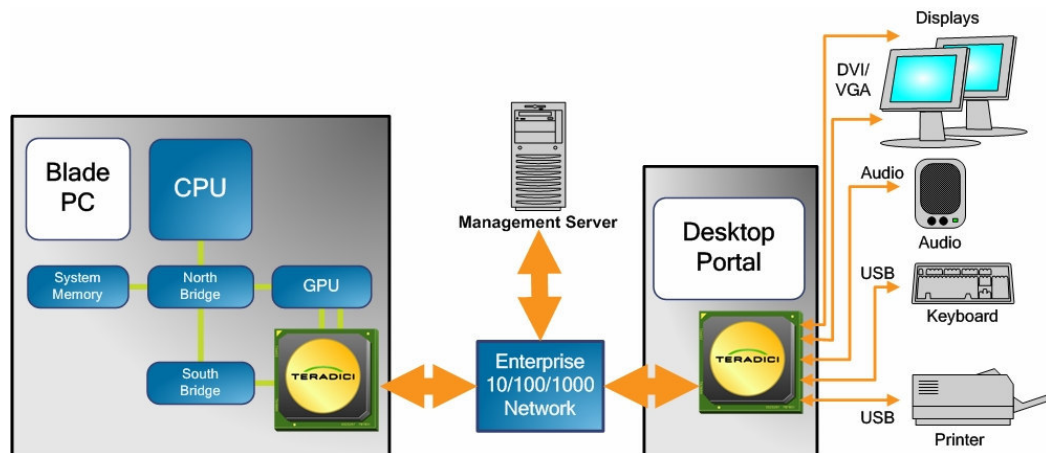 Blade
PC
CPU
System
Memory
North
Bridge
GPU
South
Bridge
TERADICI
Management Server
Enterprise
10/100/1000
Network
Desktop
Portal
TERADICI
Displays
DVI/
VGA
Audio
Audio
USB
Keyboard
USB
Printer